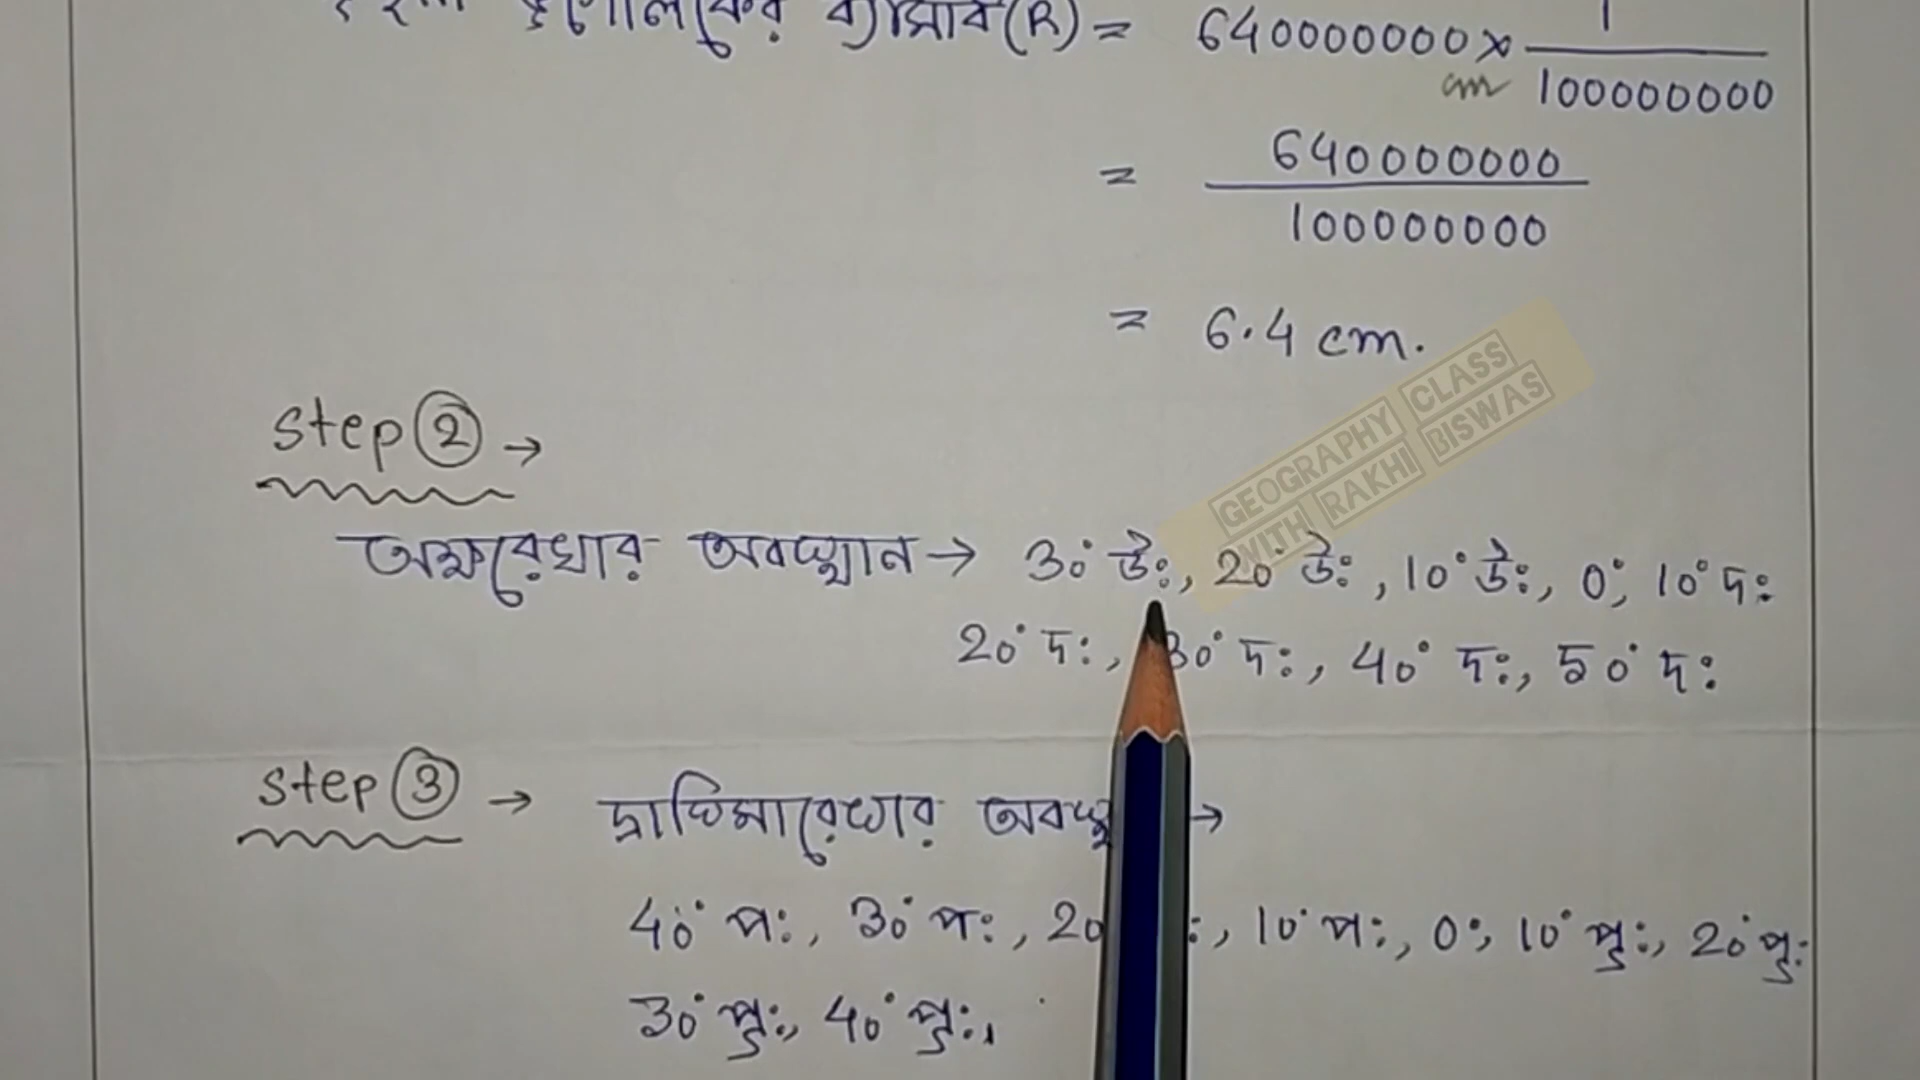 গোলকের ব্যাসার্ধ (R) = 640000000 × 1
cm 100000000
= 640000000
100000000
= 6.4 cm.
Step ② →
অক্ষরেখার অবস্থান → 30° উঃ, 20° উঃ, 10° উঃ, 0°, 10° দঃ
20° দঃ, 30° দঃ, 40° দঃ, 50° দঃ
Step ③ → দ্রাঘিমারেখার →
40° পঃ, 30° পঃ, 20 :, 10° পঃ, 0°, 10° পূঃ, 20° পূঃ
30° পূঃ, 40° পূঃ।
GEOGRAPHY CLASS
WITH RAKHI BISWAS